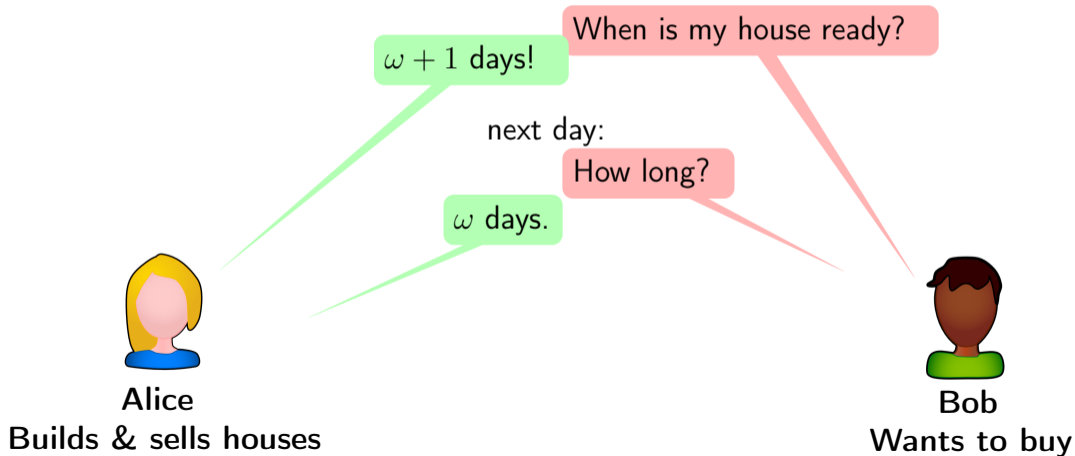 When is my house ready?
ω + 1 days!
next day:
How long?
ω days.
Alice
Builds & sells houses
Bob
Wants to buy